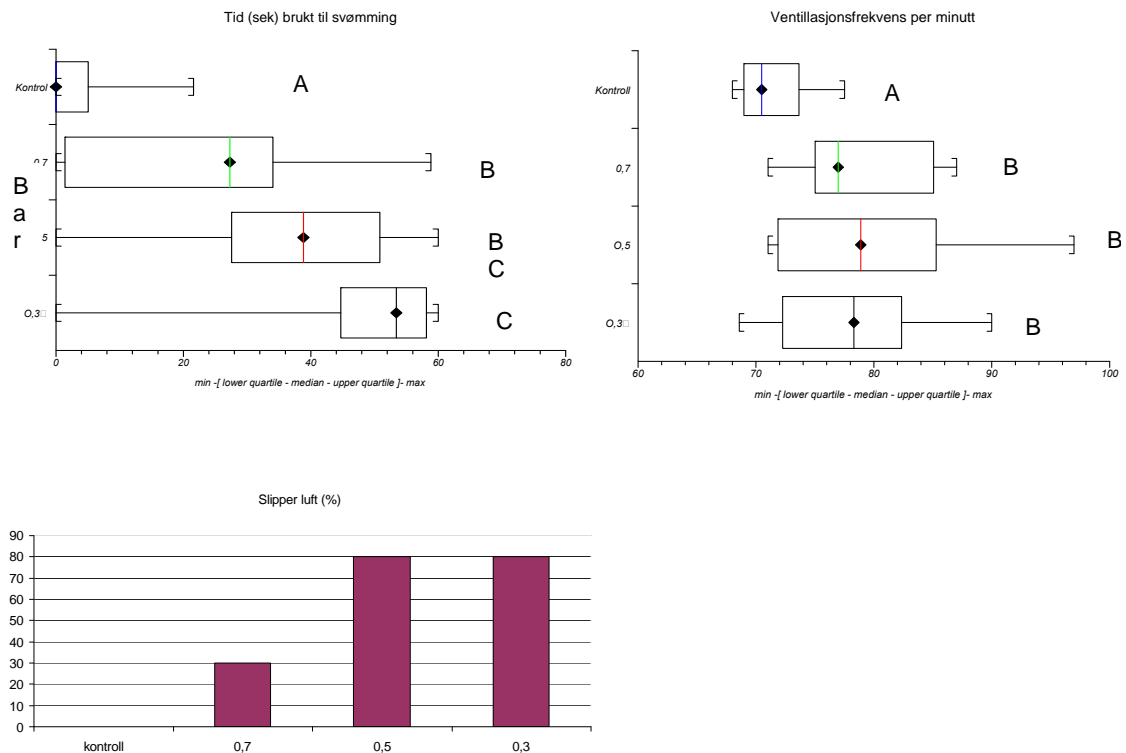 Tid (sek) brukt til svømming
Kontrol
A
0,7
B
B
a
r
5
B
C
O,3
C
0
20
40
60
80
min -[ lower quartile - median - upper quartile ]- max
Ventillasjonsfrekvens per minutt
Kontroll
A
0,7
B
O,5
B
O,3
B
60
70
80
90
100
min -[ lower quartile - median - upper quartile ]- max
Slipper luft (%)
90
80
70
60
50
40
30
20
10
0
kontroll
0,7
0,5
0,3